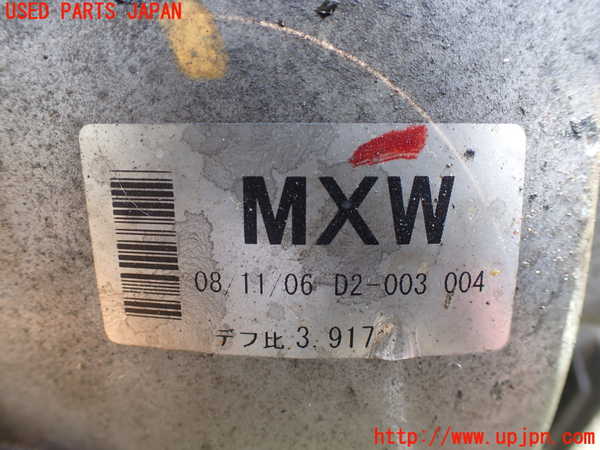 USED PARTS JAPAN
MXW
08/11/06 D2-003 004
デフ比 3.917
http://www.upjpn.com/